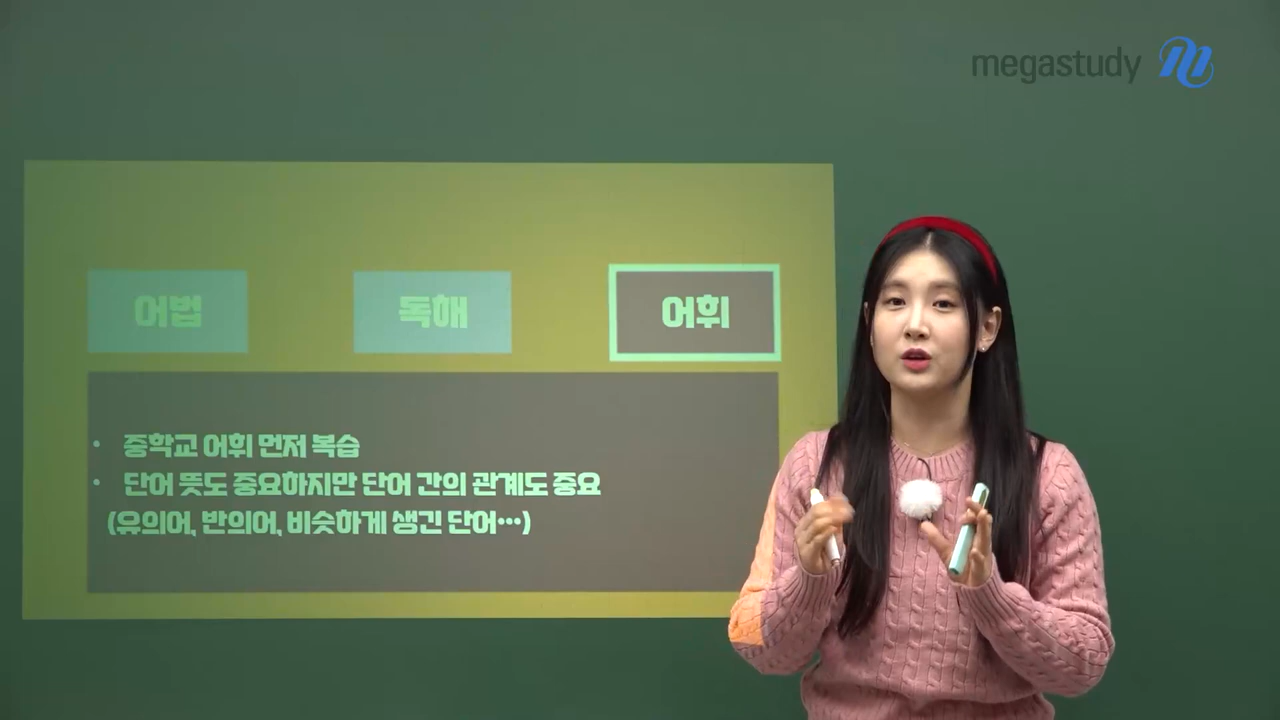 megastudy
어법
독해
어휘
• 중학교 어휘 먼저 복습
• 단어 뜻도 중요하지만 단어 간의 관계도 중요
(유의어, 반의어, 비슷하게 생긴 단어…)